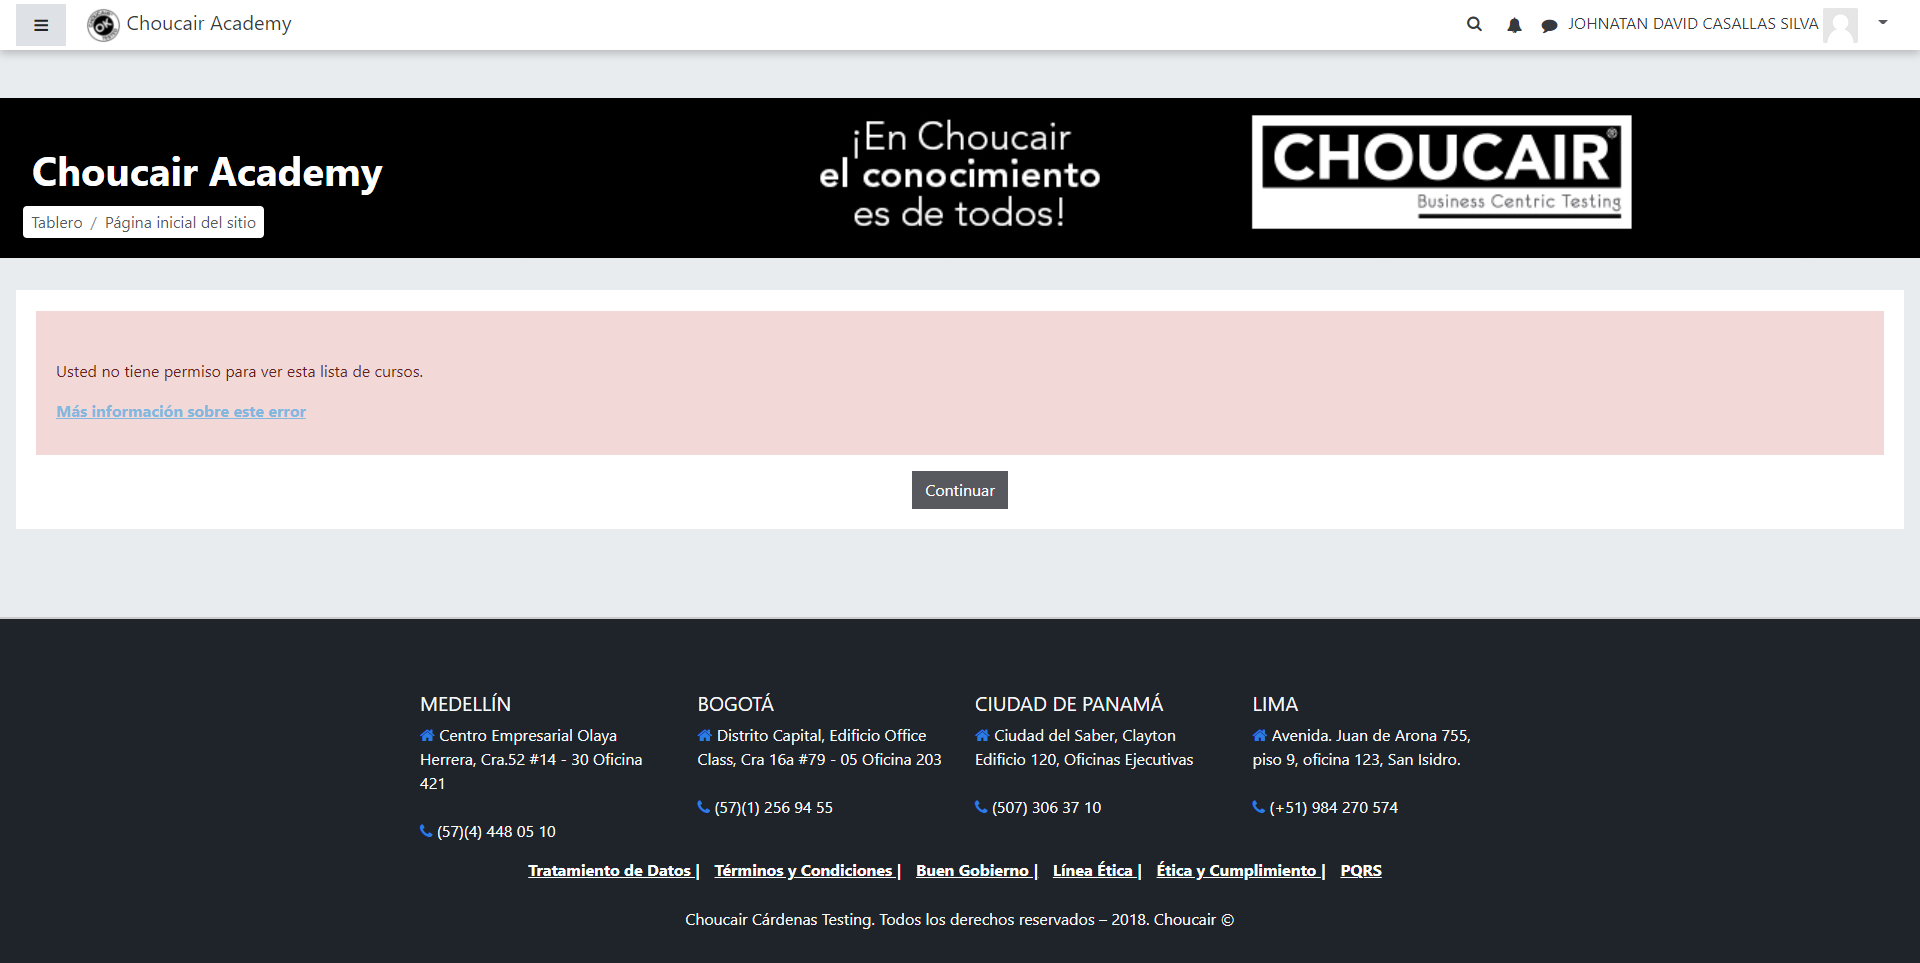 Choucair Academy
JOHNATAN DAVID CASALLAS SILVA
Choucair Academy
Tablero / Página inicial del sitio
¡En Choucair
el conocimiento
es de todos!
CHOUCAIR®
Business Centric Testing
Usted no tiene permiso para ver esta lista de cursos.
Más información sobre este error
Continuar
MEDELLÍN
Centro Empresarial Olaya
Herrera, Cra.52 #14 - 30 Oficina
421
(57)(4) 448 05 10
BOGOTÁ
Distrito Capital, Edificio Office
Class, Cra 16a #79 - 05 Oficina 203
(57)(1) 256 94 55
CIUDAD DE PANAMÁ
Ciudad del Saber, Clayton
Edificio 120, Oficinas Ejecutivas
(507) 306 37 10
LIMA
Avenida. Juan de Arona 755,
piso 9, oficina 123, San Isidro.
(+51) 984 270 574
Tratamiento de Datos | Términos y Condiciones | Buen Gobierno | Línea Ética | Ética y Cumplimiento | PQRS
Choucair Cárdenas Testing. Todos los derechos reservados – 2018. Choucair ©